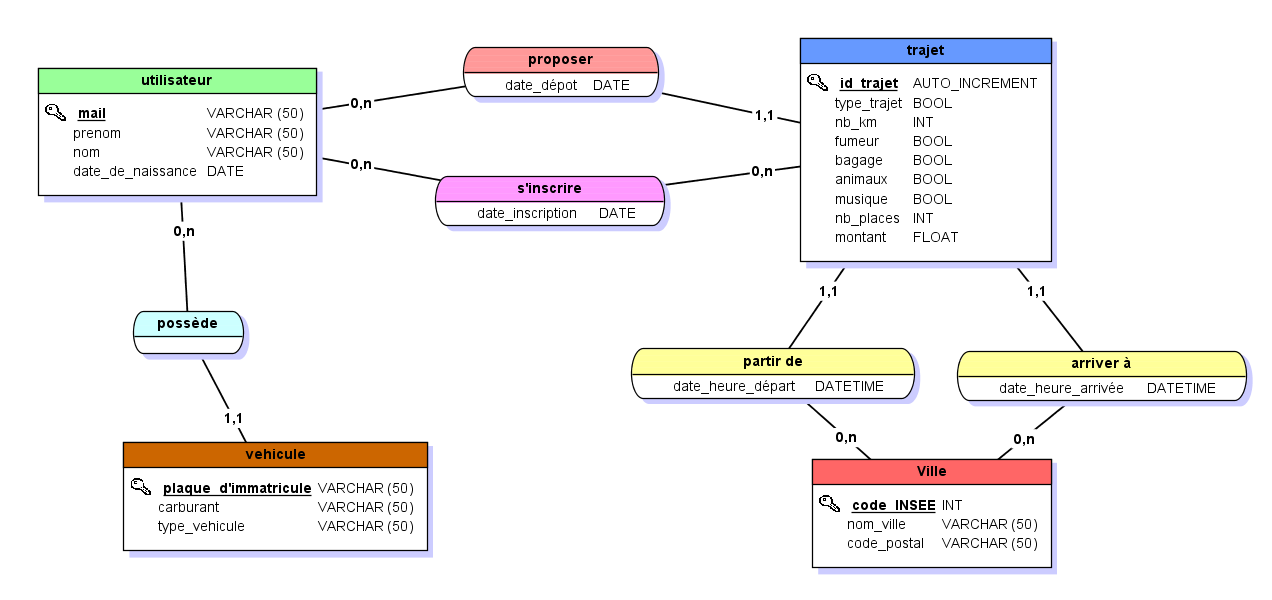 utilisateur
mail VARCHAR (50)
prenom VARCHAR (50)
nom VARCHAR (50)
date_de_naissance DATE
0,n
proposer
date_dépot DATE
1,1
0,n
s'inscrire
date_inscription DATE
0,n
trajet
id_trajet AUTO_INCREMENT
type_trajet BOOL
nb_km INT
fumeur BOOL
bagage BOOL
animaux BOOL
musique BOOL
nb_places INT
montant FLOAT
0,n
possède
1,1
vehicule
plaque_d'immatricule VARCHAR (50)
carburant VARCHAR (50)
type_vehicule VARCHAR (50)
1,1
partir de
date_heure_départ DATETIME
0,n
1,1
arriver à
date_heure_arrivée DATETIME
0,n
Ville
code_INSEE INT
nom_ville VARCHAR (50)
code_postal VARCHAR (50)